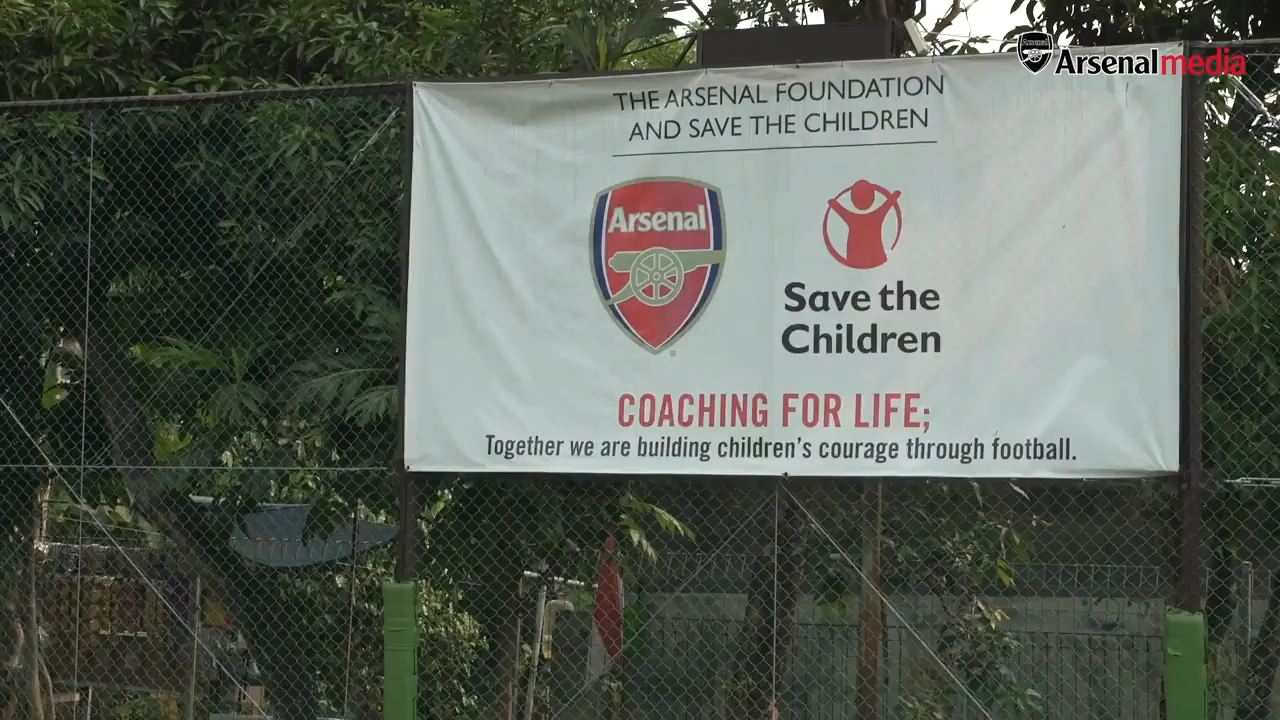 Arsenal Arsenalmedia
THE ARSENAL FOUNDATION
AND SAVE THE CHILDREN
Arsenal
Save the
Children
COACHING FOR LIFE;
Together we are building children's courage through football.